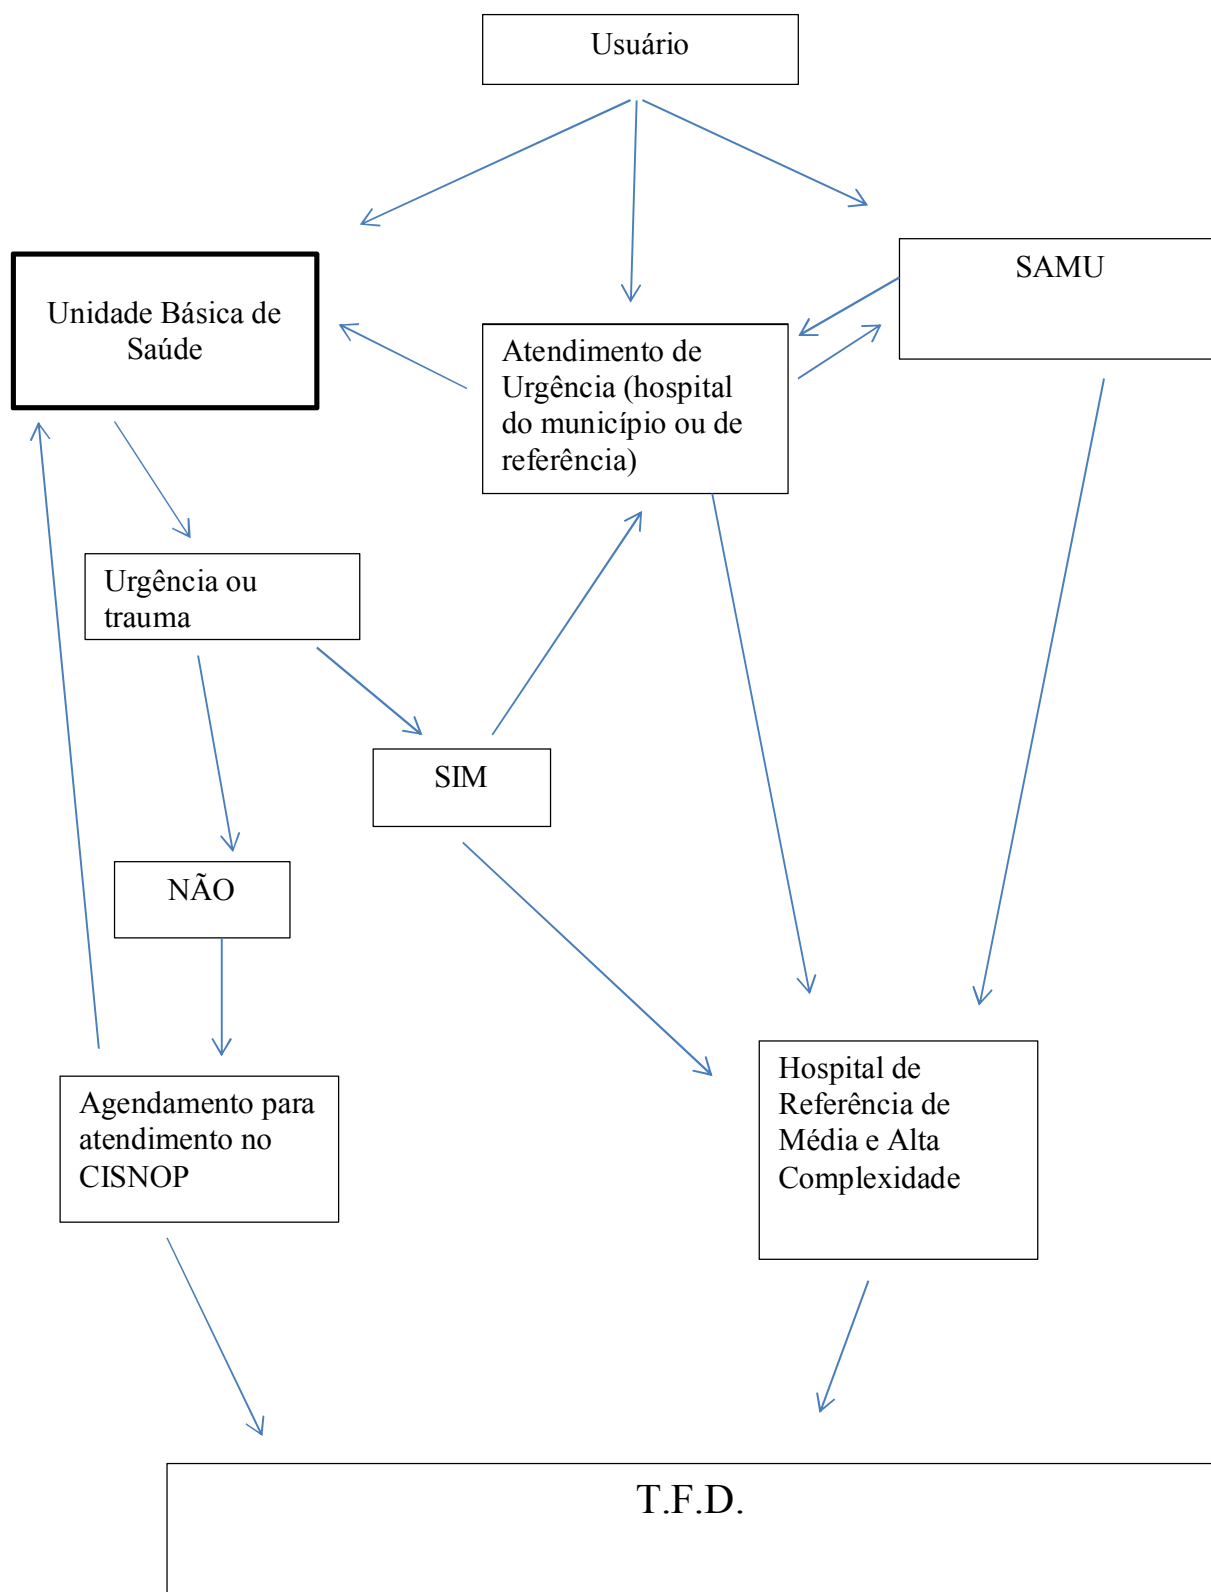 Usuário
SAMU
Unidade Básica de
Saúde
Atendimento de
Urgência (hospital
do município ou de
referência)
Urgência ou
trauma
SIM
NÃO
Agendamento para
atendimento no
CISNOP
Hospital de
Referência de
Média e Alta
Complexidade
T.F.D.